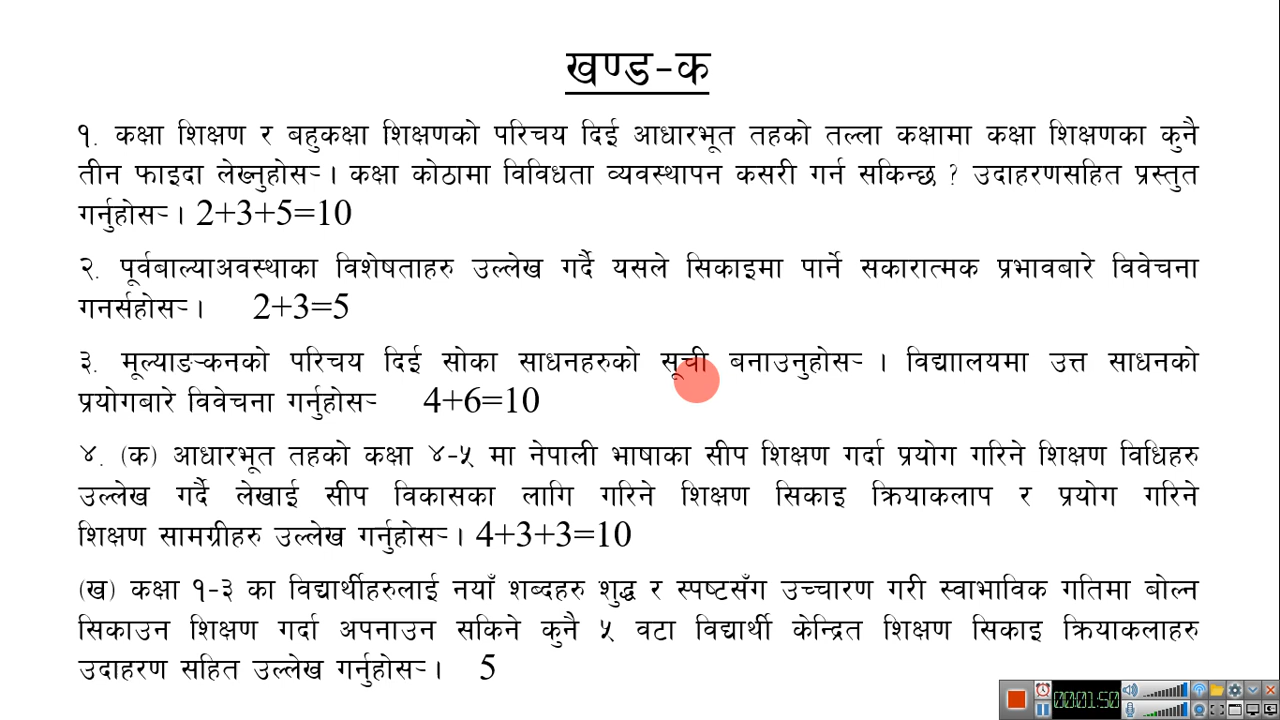 खण्ड-क
१. कक्षा शिक्षण र बहुकक्षा शिक्षणको परिचय दिई आधारभूत तहको तल्ला कक्षामा कक्षा शिक्षणका कुनै
तीन फाइदा लेख्नुहोस् । कक्षा कोठामा विविधता व्यवस्थापन कसरी गर्न सकिन्छ ? उदाहरणसहित प्रस्तुत
गर्नुहोस् । 2+3+5=10
२. पूर्वबाल्याअवस्थाका विशेषताहरु उल्लेख गर्दै यसले सिकाइमा पार्ने सकारात्मक प्रभावबारे विवेचना
गनर्सहोस् । 2+3=5
३. मूल्याङ्कनको परिचय दिई सोका साधनहरुको सूची बनाउनुहोस् । विद्याालयमा उत्त साधनको
प्रयोगबारे विवेचना गर्नुहोस् 4+6=10
४. (क) आधारभूत तहको कक्षा ४-५ मा नेपाली भाषाका सीप शिक्षण गर्दा प्रयोग गरिने शिक्षण विधिहरु
उल्लेख गर्दै लेखाई सीप विकासका लागि गरिने शिक्षण सिकाइ क्रियाकलाप र प्रयोग गरिने
शिक्षण सामग्रीहरु उल्लेख गर्नुहोस् । 4+3+3=10
(ख) कक्षा १-३ का विद्यार्थीहरुलाई नयाँ शब्दहरु शुद्ध र स्पष्टसँग उच्चारण गरी स्वाभाविक गतिमा बोल्न
सिकाउन शिक्षण गर्दा अपनाउन सकिने कुनै ५ वटा विद्यार्थी केन्द्रित शिक्षण सिकाइ क्रियाकलाहरु
उदाहरण सहित उल्लेख गर्नुहोस् । 5
00:01:50